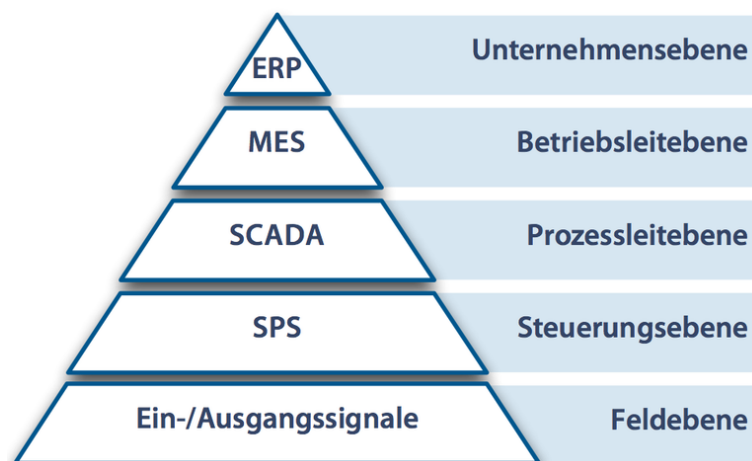 ERP
Unternehmensebene
MES
Betriebsleitebene
SCADA
Prozessleitebene
SPS
Steuerungsebene
Ein-/Ausgangssignale
Feldebene